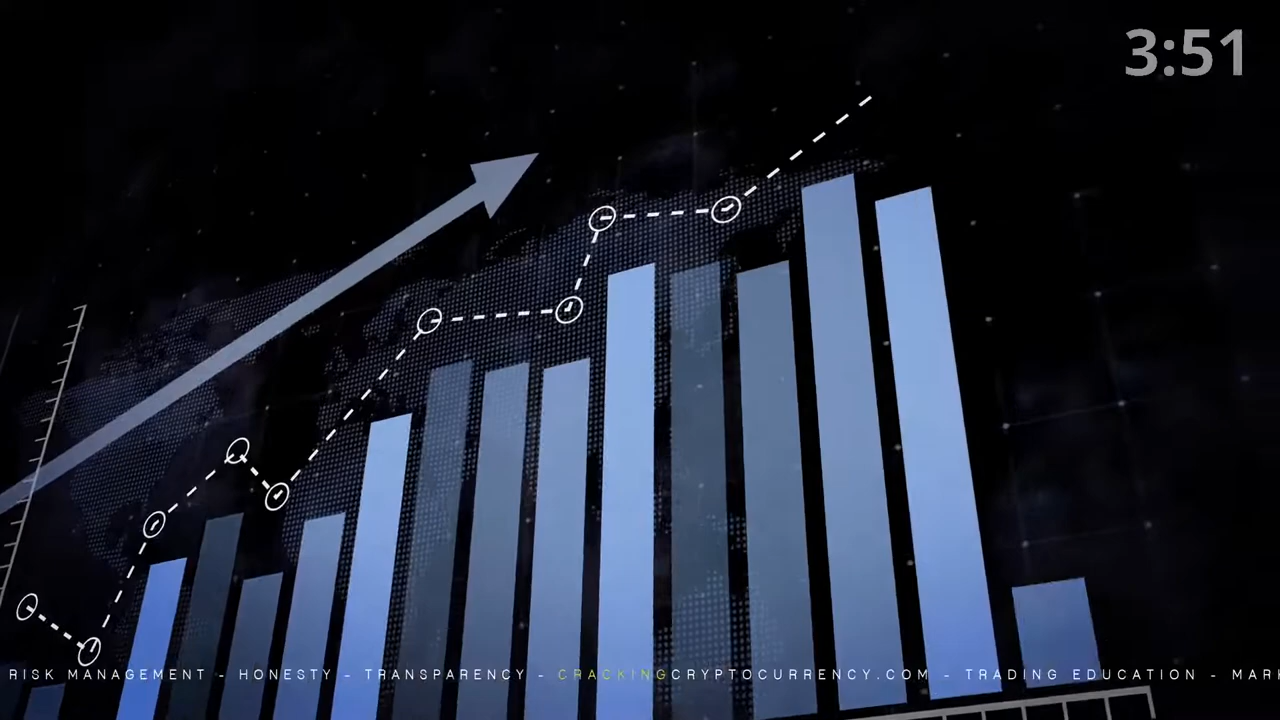 3:51
RISK MANAGEMENT - HONESTY - TRANSPARENCY - CRACKINGCRYPTOCURRENCY.COM - TRADING EDUCATION -